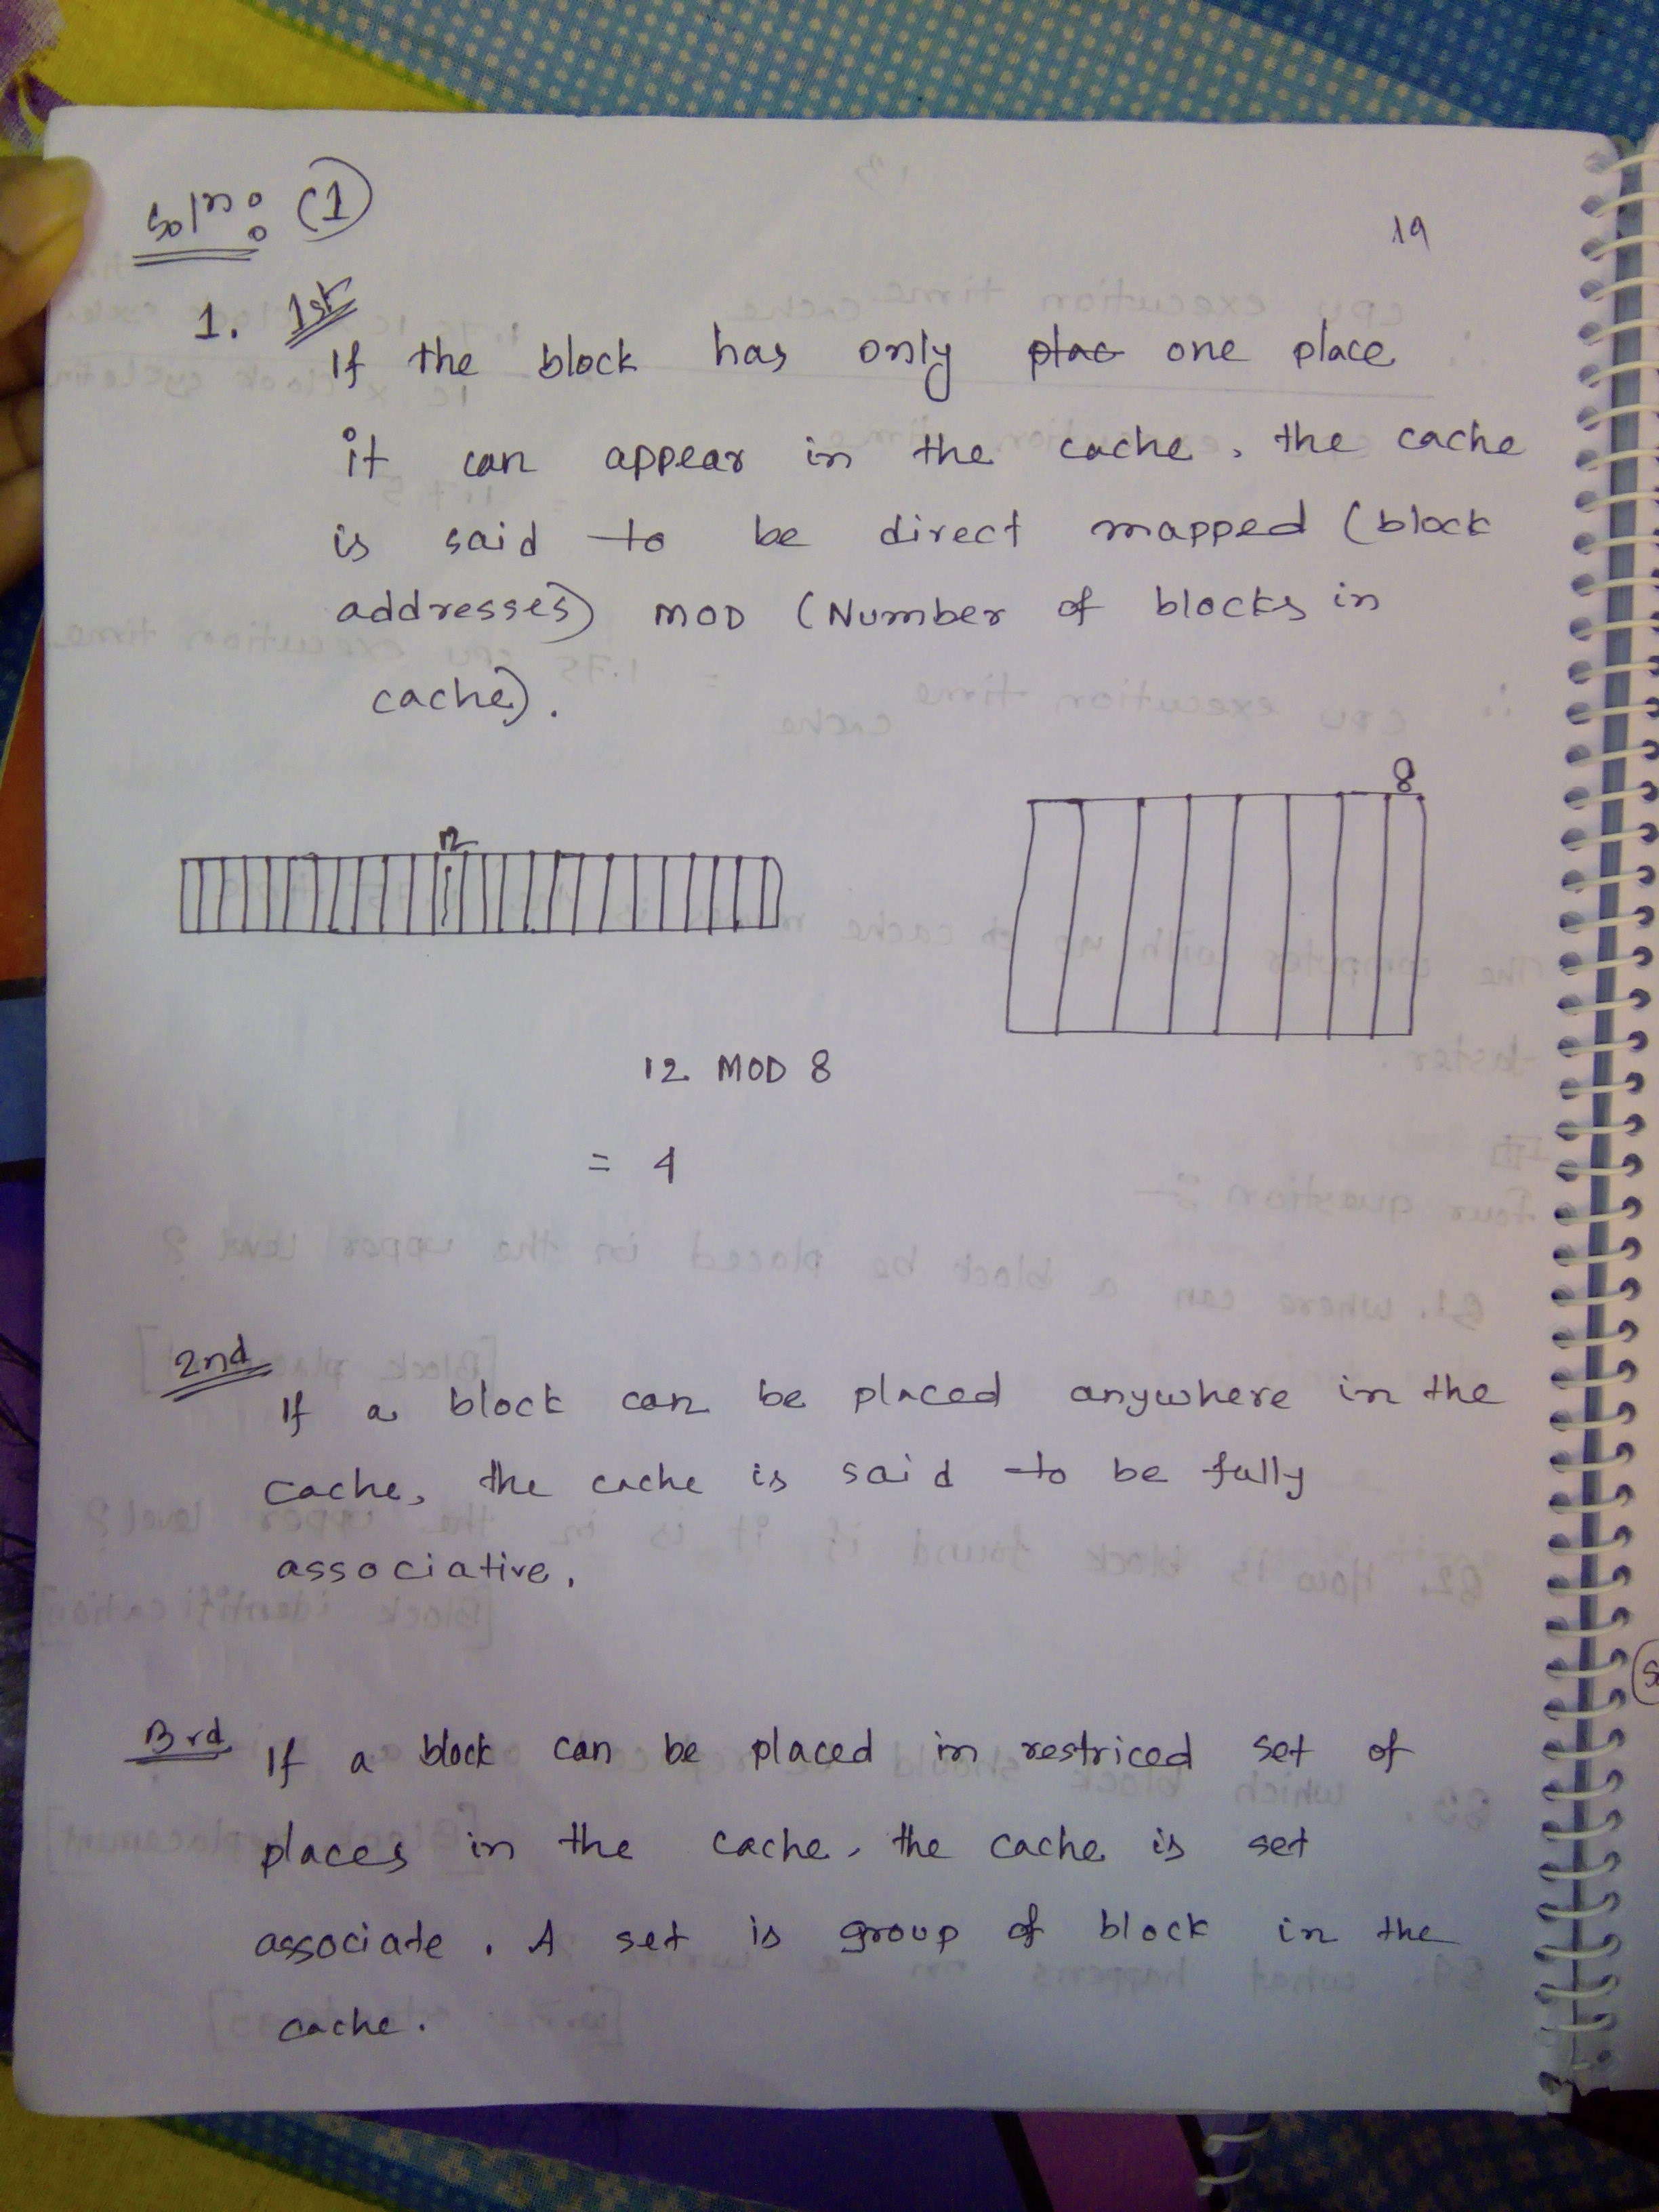 Soln: (1)
19
1. 1st
If the block has only plac one place
it can appear in the cache, the cache
is said to be direct mapped (block
addresses) MOD (Number of blocks in
cache).
8
12
12 MOD 8
= 4
2nd
If a block can be placed anywhere in the
cache, the cache is said to be fully
associative.
3rd If a block can be placed in restriced set of
places in the cache, the cache is set
associate. A set is group of block in the
cache.